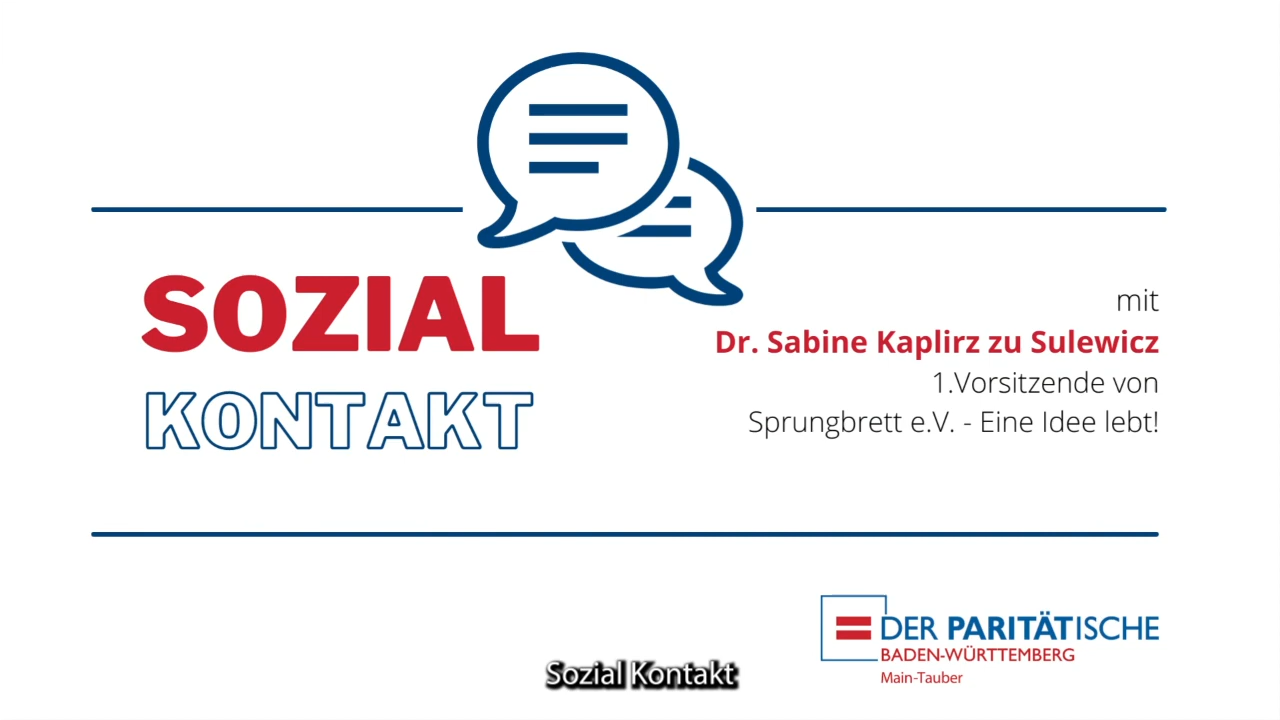 SOZIAL
KONTAKT
mit
Dr. Sabine Kaplirz zu Sulewicz
1.Vorsitzende von
Sprungbrett e.V. - Eine Idee lebt!
DER PARITÄTISCHE
BADEN-WÜRTTEMBERG
Main-Tauber
Sozial Kontakt